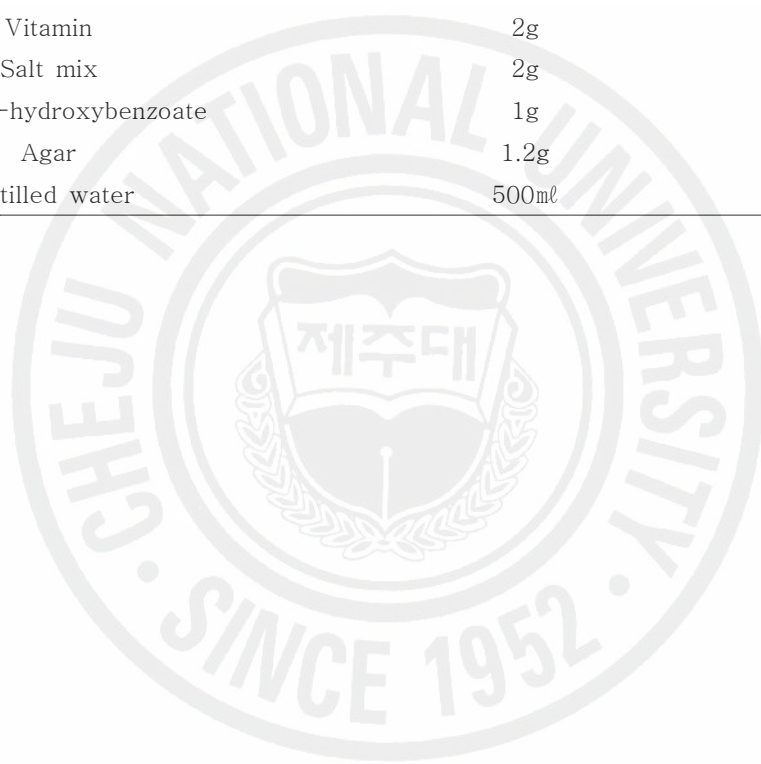 Vitamin 2g
Salt mix 2g
-hydroxybenzoate 1g
Agar 1.2g
tilled water 500㎖
CHEJU NATIONAL UNIVERSITY
제주대
· SINCE 1952 ·